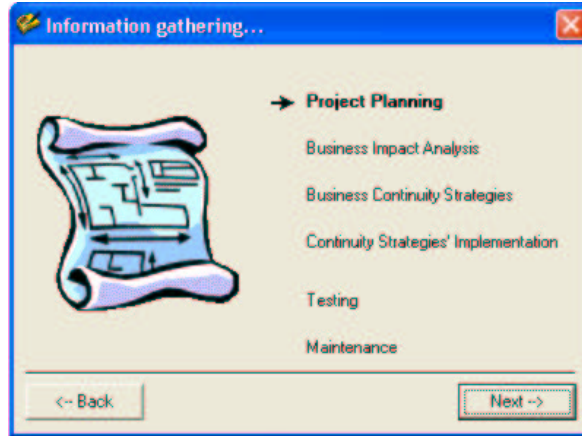 Information gathering...
Project Planning
Business Impact Analysis
Business Continuity Strategies
Continuity Strategies' Implementation
Testing
Maintenance
<-- Back
Next -->